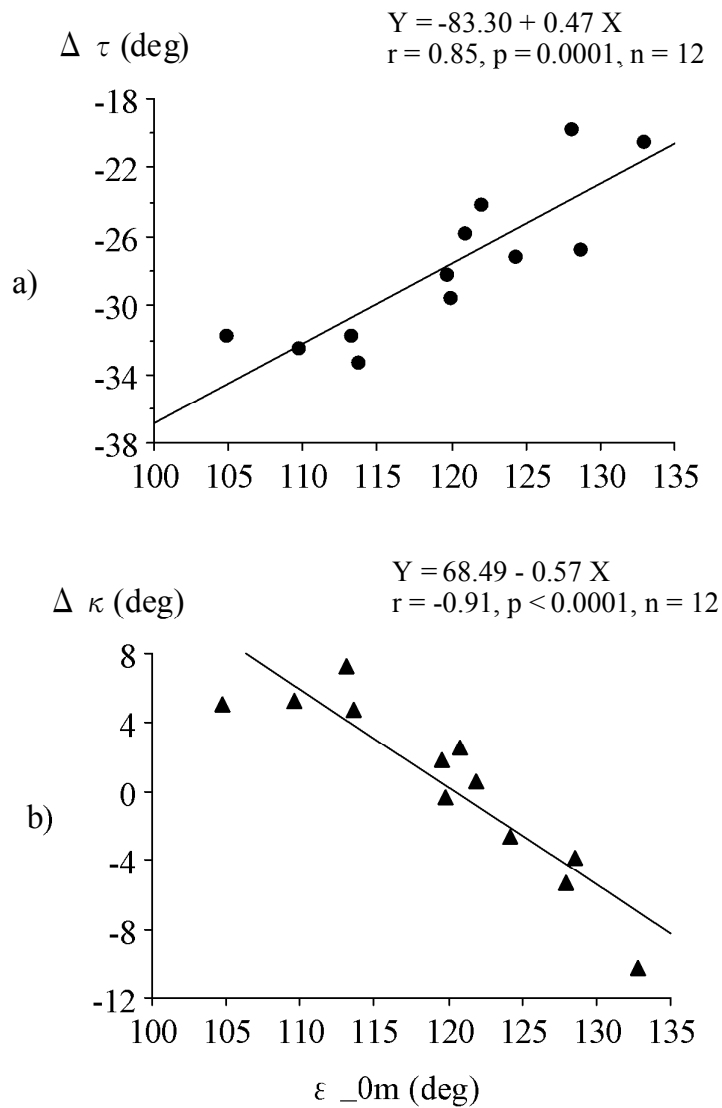 Y = -83.30 + 0.47 X
Δ τ (deg)
r = 0.85, p = 0.0001, n = 12
-18
-22
-26
a)
-30
-34
-38
100 105 110 115 120 125 130 135
Y = 68.49 - 0.57 X
Δ κ (deg)
r = -0.91, p < 0.0001, n = 12
8
4
0
b)
-4
-8
-12
100 105 110 115 120 125 130 135
ε _0m (deg)